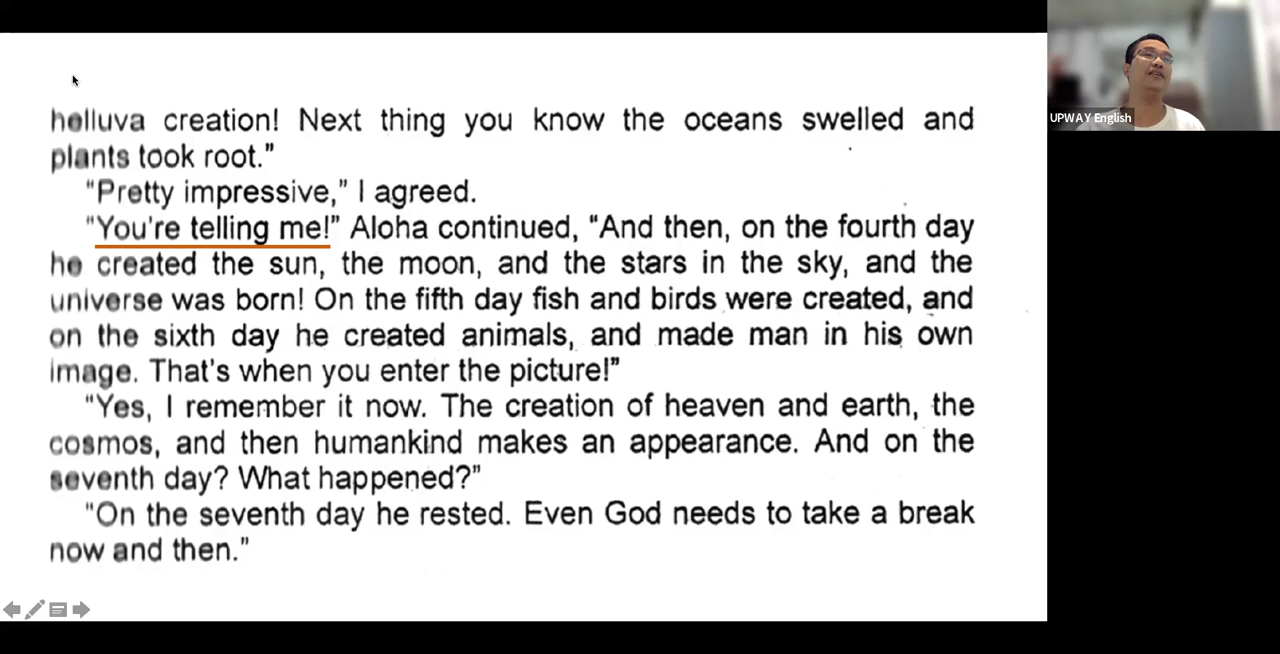 helluva creation! Next thing you know the oceans swelled and
plants took root."
"Pretty impressive," I agreed.
"You're telling me!" Aloha continued, "And then, on the fourth day
he created the sun, the moon, and the stars in the sky, and the
universe was born! On the fifth day fish and birds were created, and
on the sixth day he created animals, and made man in his own
image. That's when you enter the picture!"
"Yes, I remember it now. The creation of heaven and earth, the
cosmos, and then humankind makes an appearance. And on the
seventh day? What happened?"
"On the seventh day he rested. Even God needs to take a break
now and then."
UPWAY English